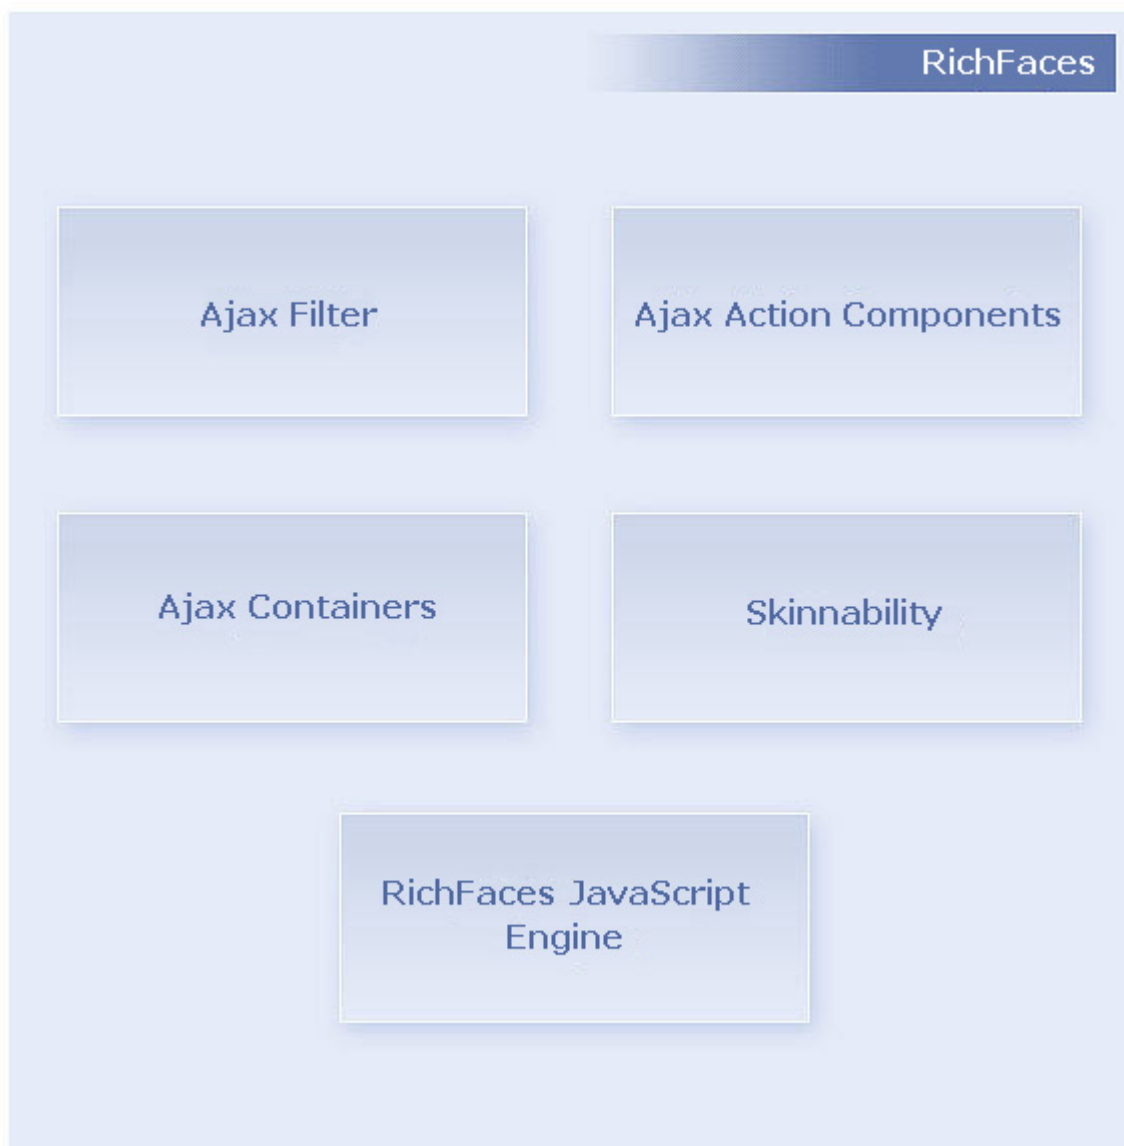 RichFaces
Ajax Filter
Ajax Action Components
Ajax Containers
Skinnability
RichFaces JavaScript
Engine